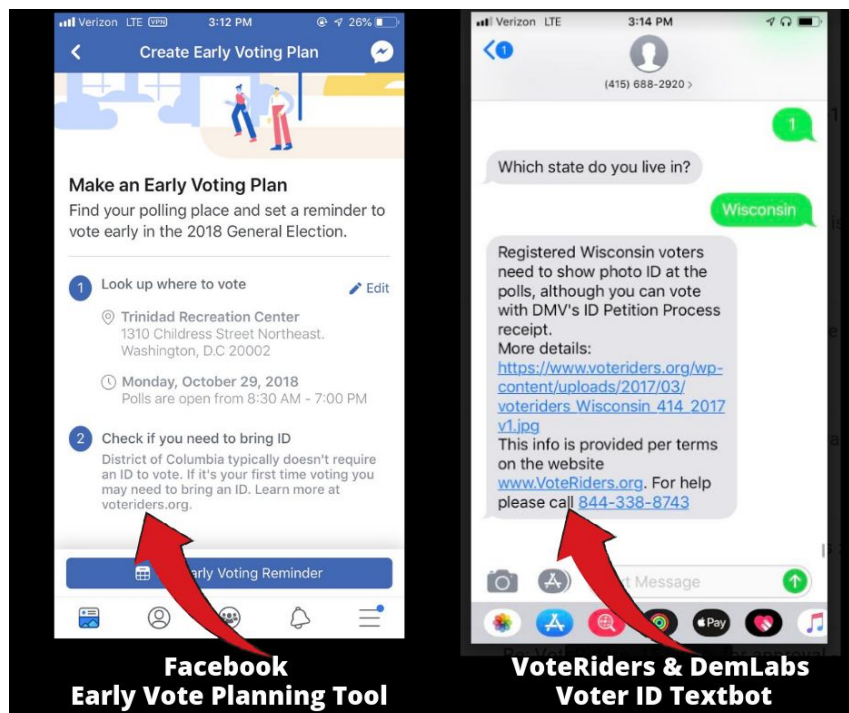 Verizon LTE VPN 3:12 PM 26%
Create Early Voting Plan
Make an Early Voting Plan
Find your polling place and set a reminder to
vote early in the 2018 General Election.
1 Look up where to vote Edit
Trinidad Recreation Center
1310 Childress Street Northeast.
Washington, D.C 20002
Monday, October 29, 2018
Polls are open from 8:30 AM - 7:00 PM
2 Check if you need to bring ID
District of Columbia typically doesn't require
an ID to vote. If it's your first time voting you
may need to bring an ID. Learn more at
voteriders.org.
Early Voting Reminder
Facebook
Early Vote Planning Tool
Verizon LTE 3:14 PM
1
(415) 688-2920 >
1
Which state do you live in?
Wisconsin
Registered Wisconsin voters
need to show photo ID at the
polls, although you can vote
with DMV's ID Petition Process
receipt.
More details:
https://www.voteriders.org/wp-
content/uploads/2017/03/
voteriders_Wisconsin_414_2017
v1.jpg
This info is provided per terms
on the website
www.VoteRiders.org. For help
please call 844-338-8743
Message
Pay
VoteRiders & DemLabs
Voter ID Textbot